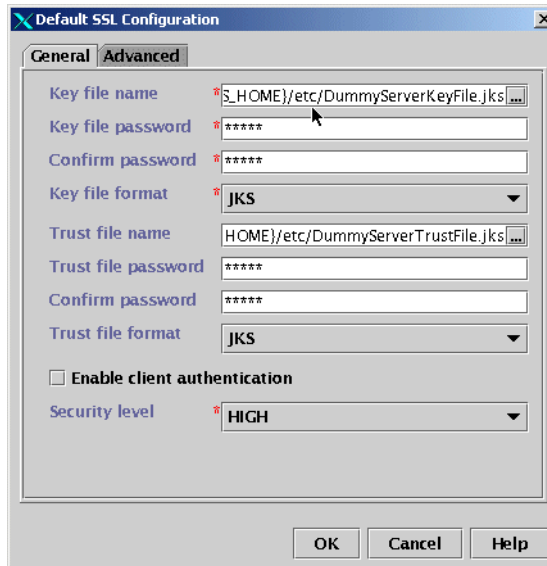 Default SSL Configuration
General Advanced
Key file name *S_HOME}/etc/DummyServerKeyFile.jks ...
Key file password * *****
Confirm password * *****
Key file format * JKS
Trust file name HOME}/etc/DummyServerTrustFile.jks ...
Trust file password *****
Confirm password *****
Trust file format JKS
Enable client authentication
Security level * HIGH
OK Cancel Help